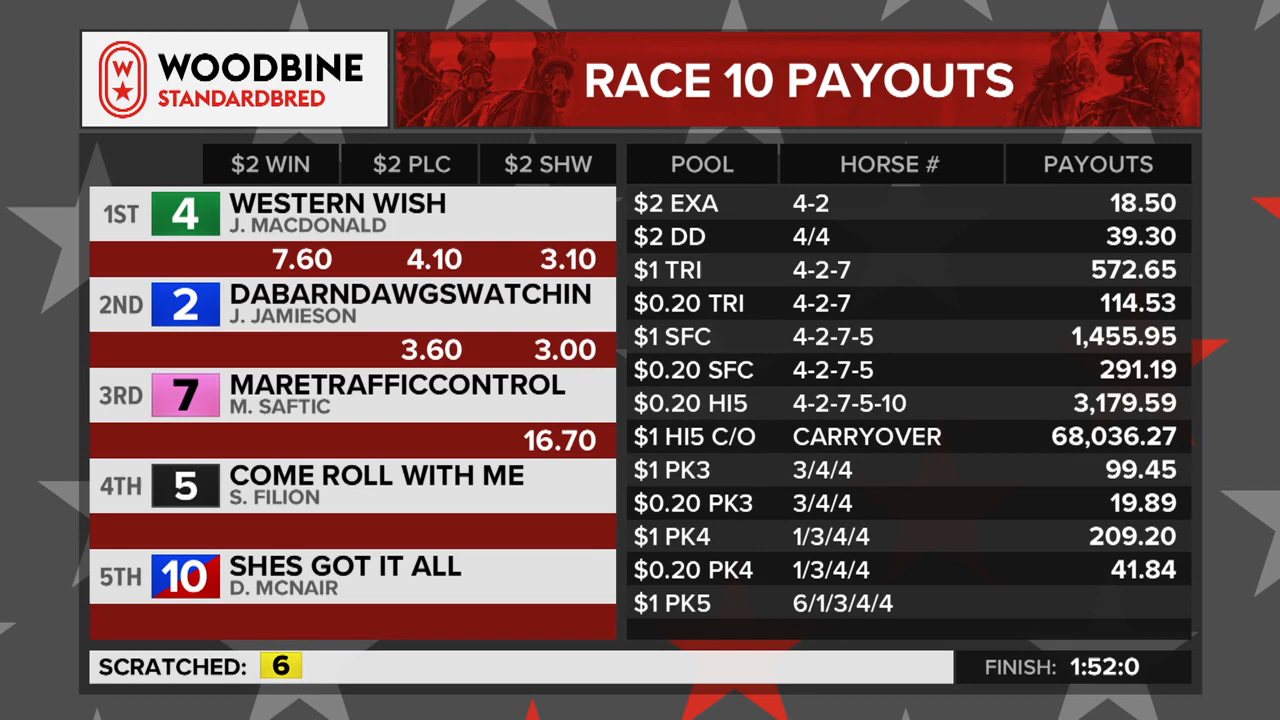 W
WOODBINE
STANDARDBRED
RACE 10 PAYOUTS
$2 WIN $2 PLC $2 SHW
1ST 4 WESTERN WISH
J. MACDONALD
7.60 4.10 3.10
2ND 2 DABARNDAWGSWATCHIN
J. JAMIESON
3.60 3.00
3RD 7 MARETRAFFICCONTROL
M. SAFTIC
16.70
4TH 5 COME ROLL WITH ME
S. FILION
5TH 10 SHES GOT IT ALL
D. MCNAIR
POOL HORSE # PAYOUTS
$2 EXA 4-2 18.50
$2 DD 4/4 39.30
$1 TRI 4-2-7 572.65
$0.20 TRI 4-2-7 114.53
$1 SFC 4-2-7-5 1,455.95
$0.20 SFC 4-2-7-5 291.19
$0.20 HI5 4-2-7-5-10 3,179.59
$1 HI5 C/O CARRYOVER 68,036.27
$1 PK3 3/4/4 99.45
$0.20 PK3 3/4/4 19.89
$1 PK4 1/3/4/4 209.20
$0.20 PK4 1/3/4/4 41.84
$1 PK5 6/1/3/4/4
SCRATCHED: 6
FINISH: 1:52:0